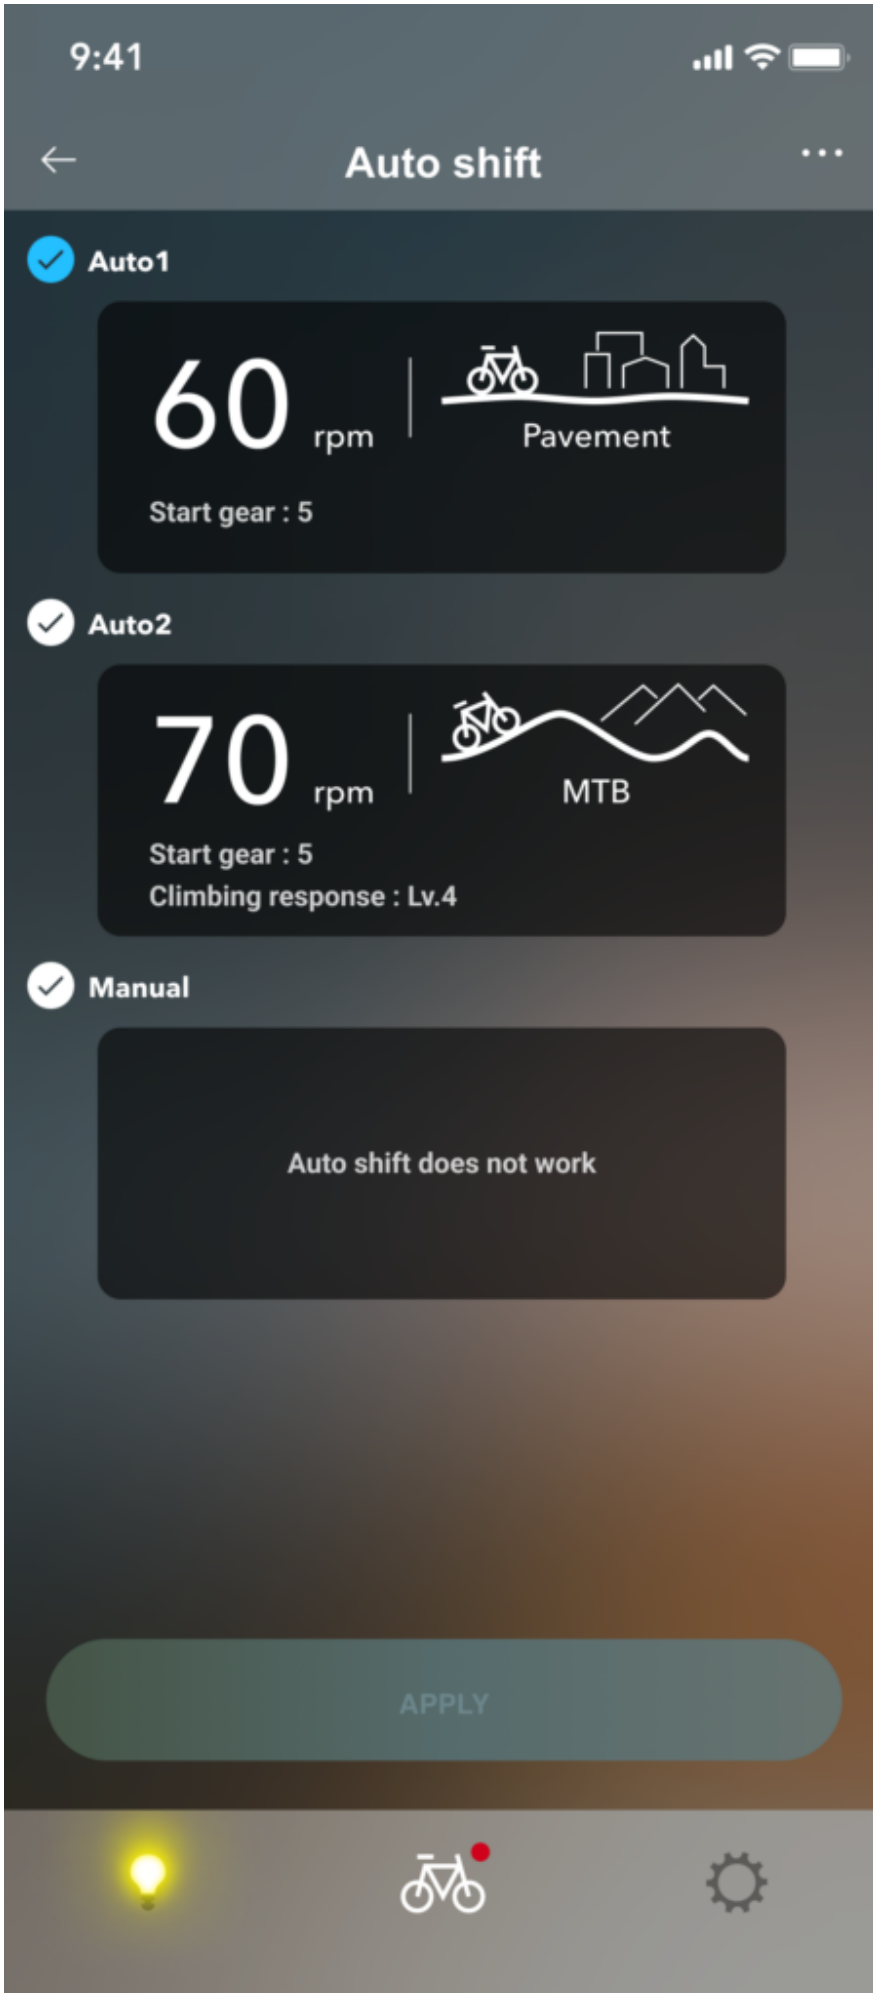 9:41
Auto shift
Auto1
60 rpm
Pavement
Start gear : 5
Auto2
70 rpm
MTB
Start gear : 5
Climbing response : Lv.4
Manual
Auto shift does not work
APPLY